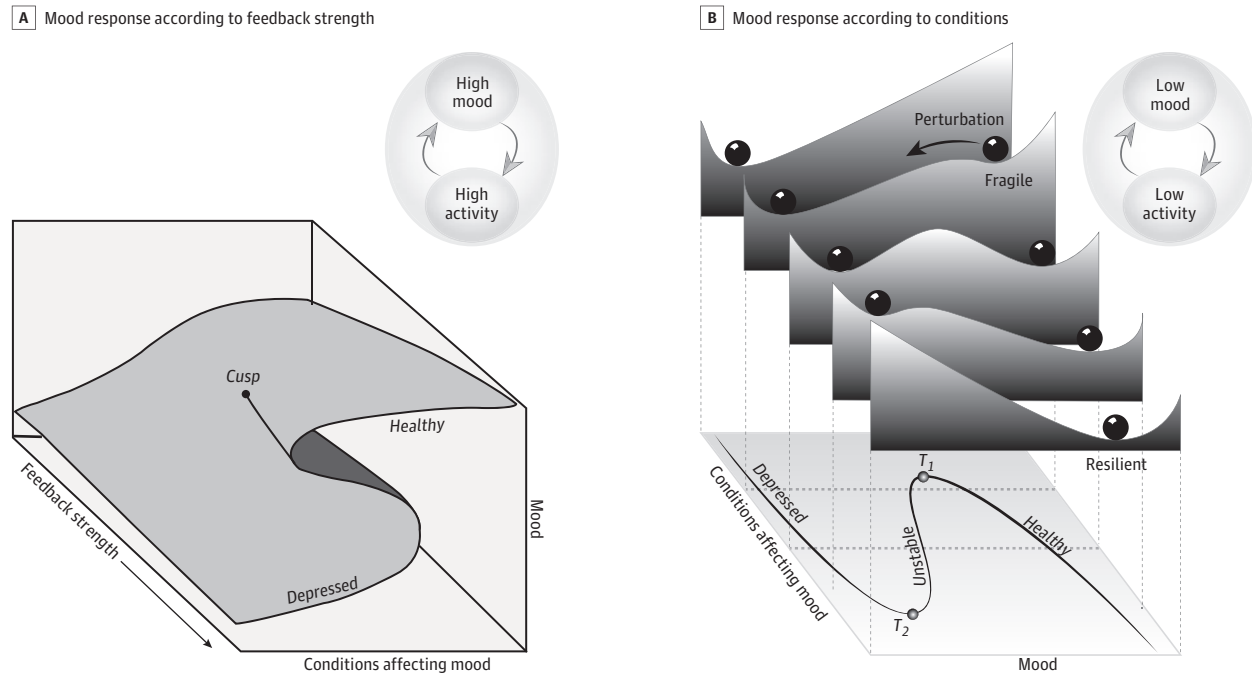 A Mood response according to feedback strength
High
mood
High
activity
Cusp
Healthy
Feedback strength
Mood
Depressed
Conditions affecting mood
B Mood response according to conditions
Low
mood
Low
activity
Perturbation
Fragile
Resilient
T1
Depressed
Conditions affecting mood
Unstable
Healthy
T2
Mood